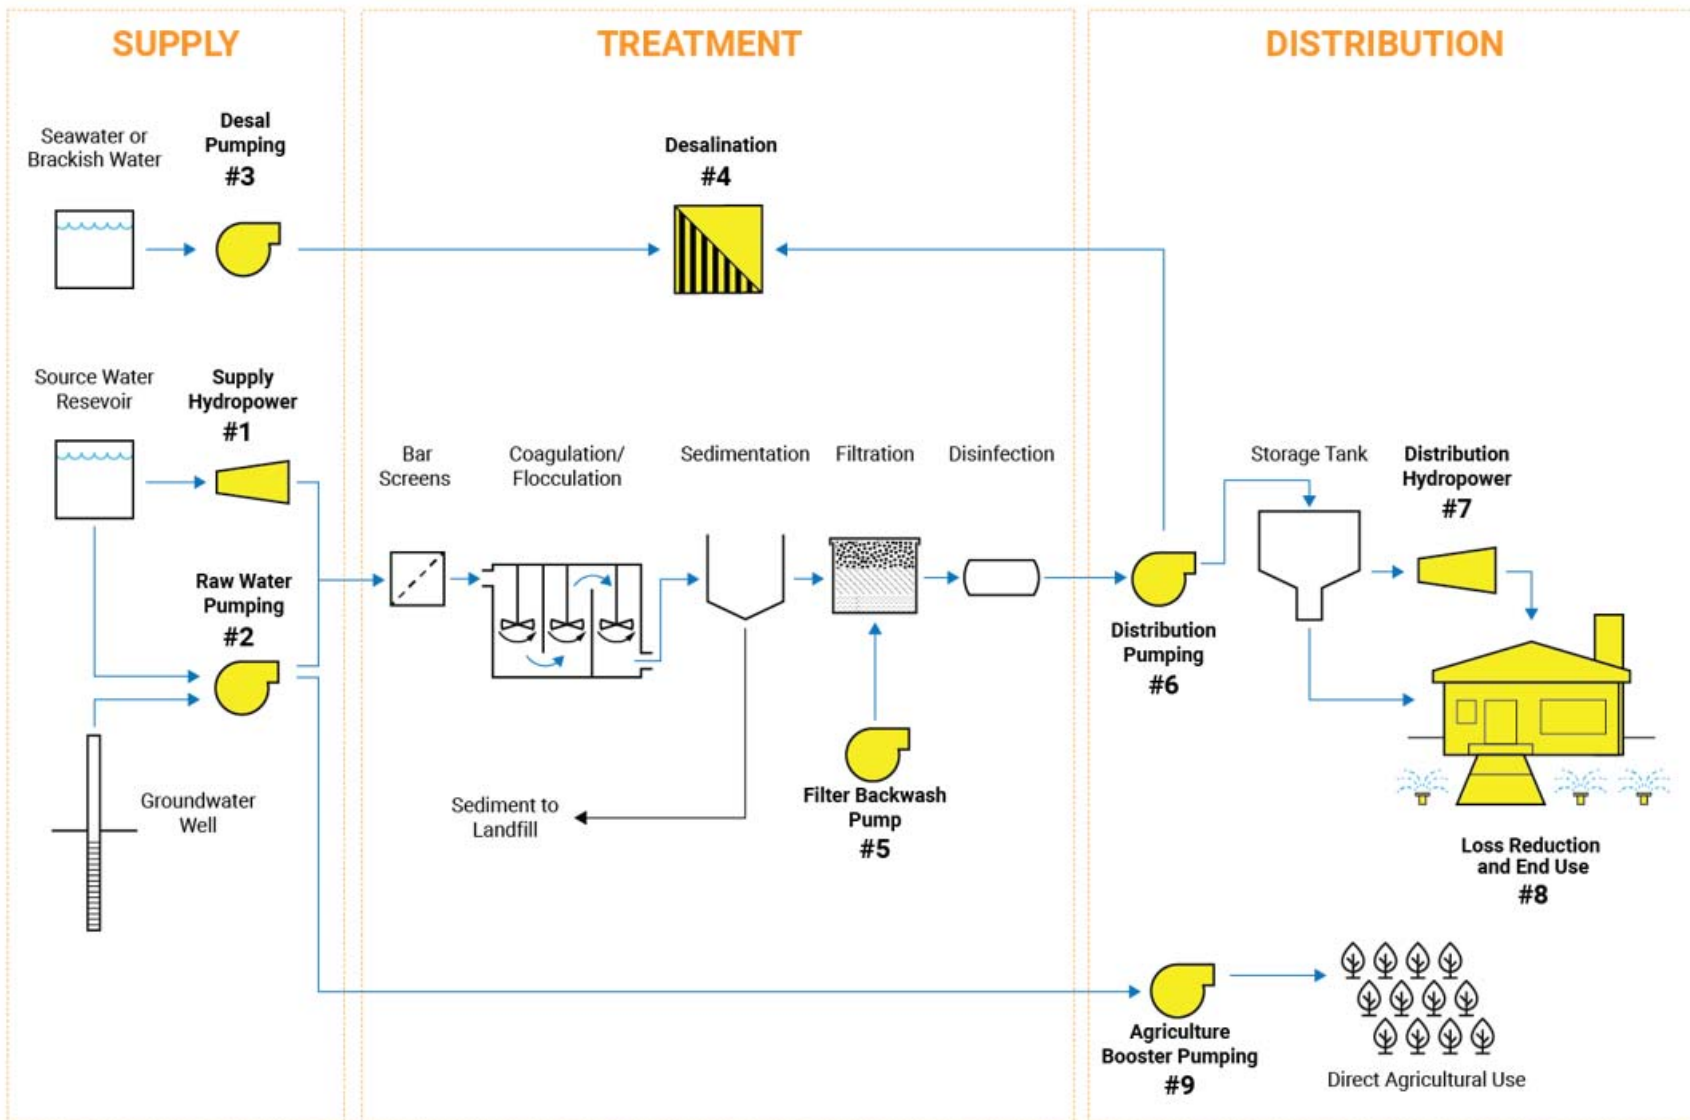 SUPPLY
TREATMENT
DISTRIBUTION
Seawater or
Brackish Water
Desal
Pumping
#3
Desalination
#4
Source Water
Resevoir
Supply
Hydropower
#1
Raw Water
Pumping
#2
Groundwater
Well
Bar
Screens
Coagulation/
Flocculation
Sedimentation
Filtration
Disinfection
Sediment to
Landfill
Filter Backwash
Pump
#5
Distribution
Pumping
#6
Storage Tank
Distribution
Hydropower
#7
Loss Reduction
and End Use
#8
Agriculture
Booster Pumping
#9
Direct Agricultural Use